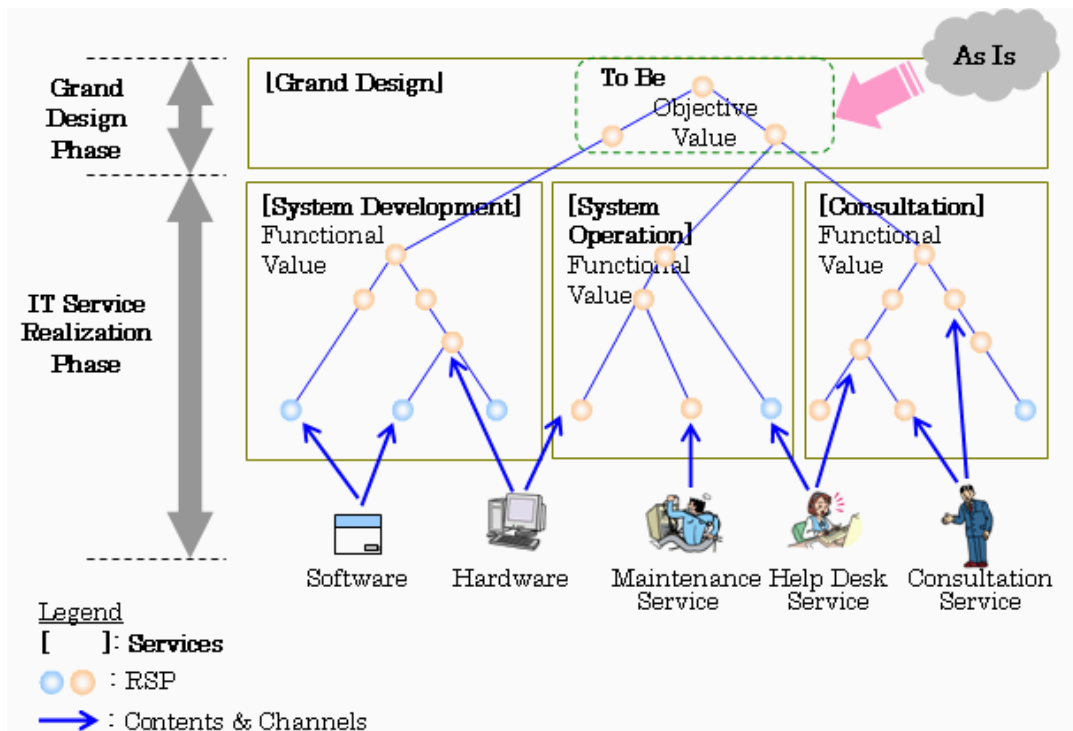 As Is
Grand
Design
Phase
[Grand Design]
To Be
Objective
Value
IT Service
Realization
Phase
[System Development]
Functional
Value
[System
Operation]
Functional
Value
[Consultation]
Functional
Value
Software
Hardware
Maintenance
Service
Help Desk
Service
Consultation
Service
Legend
[ ]: Services
: RSP
: Contents & Channels